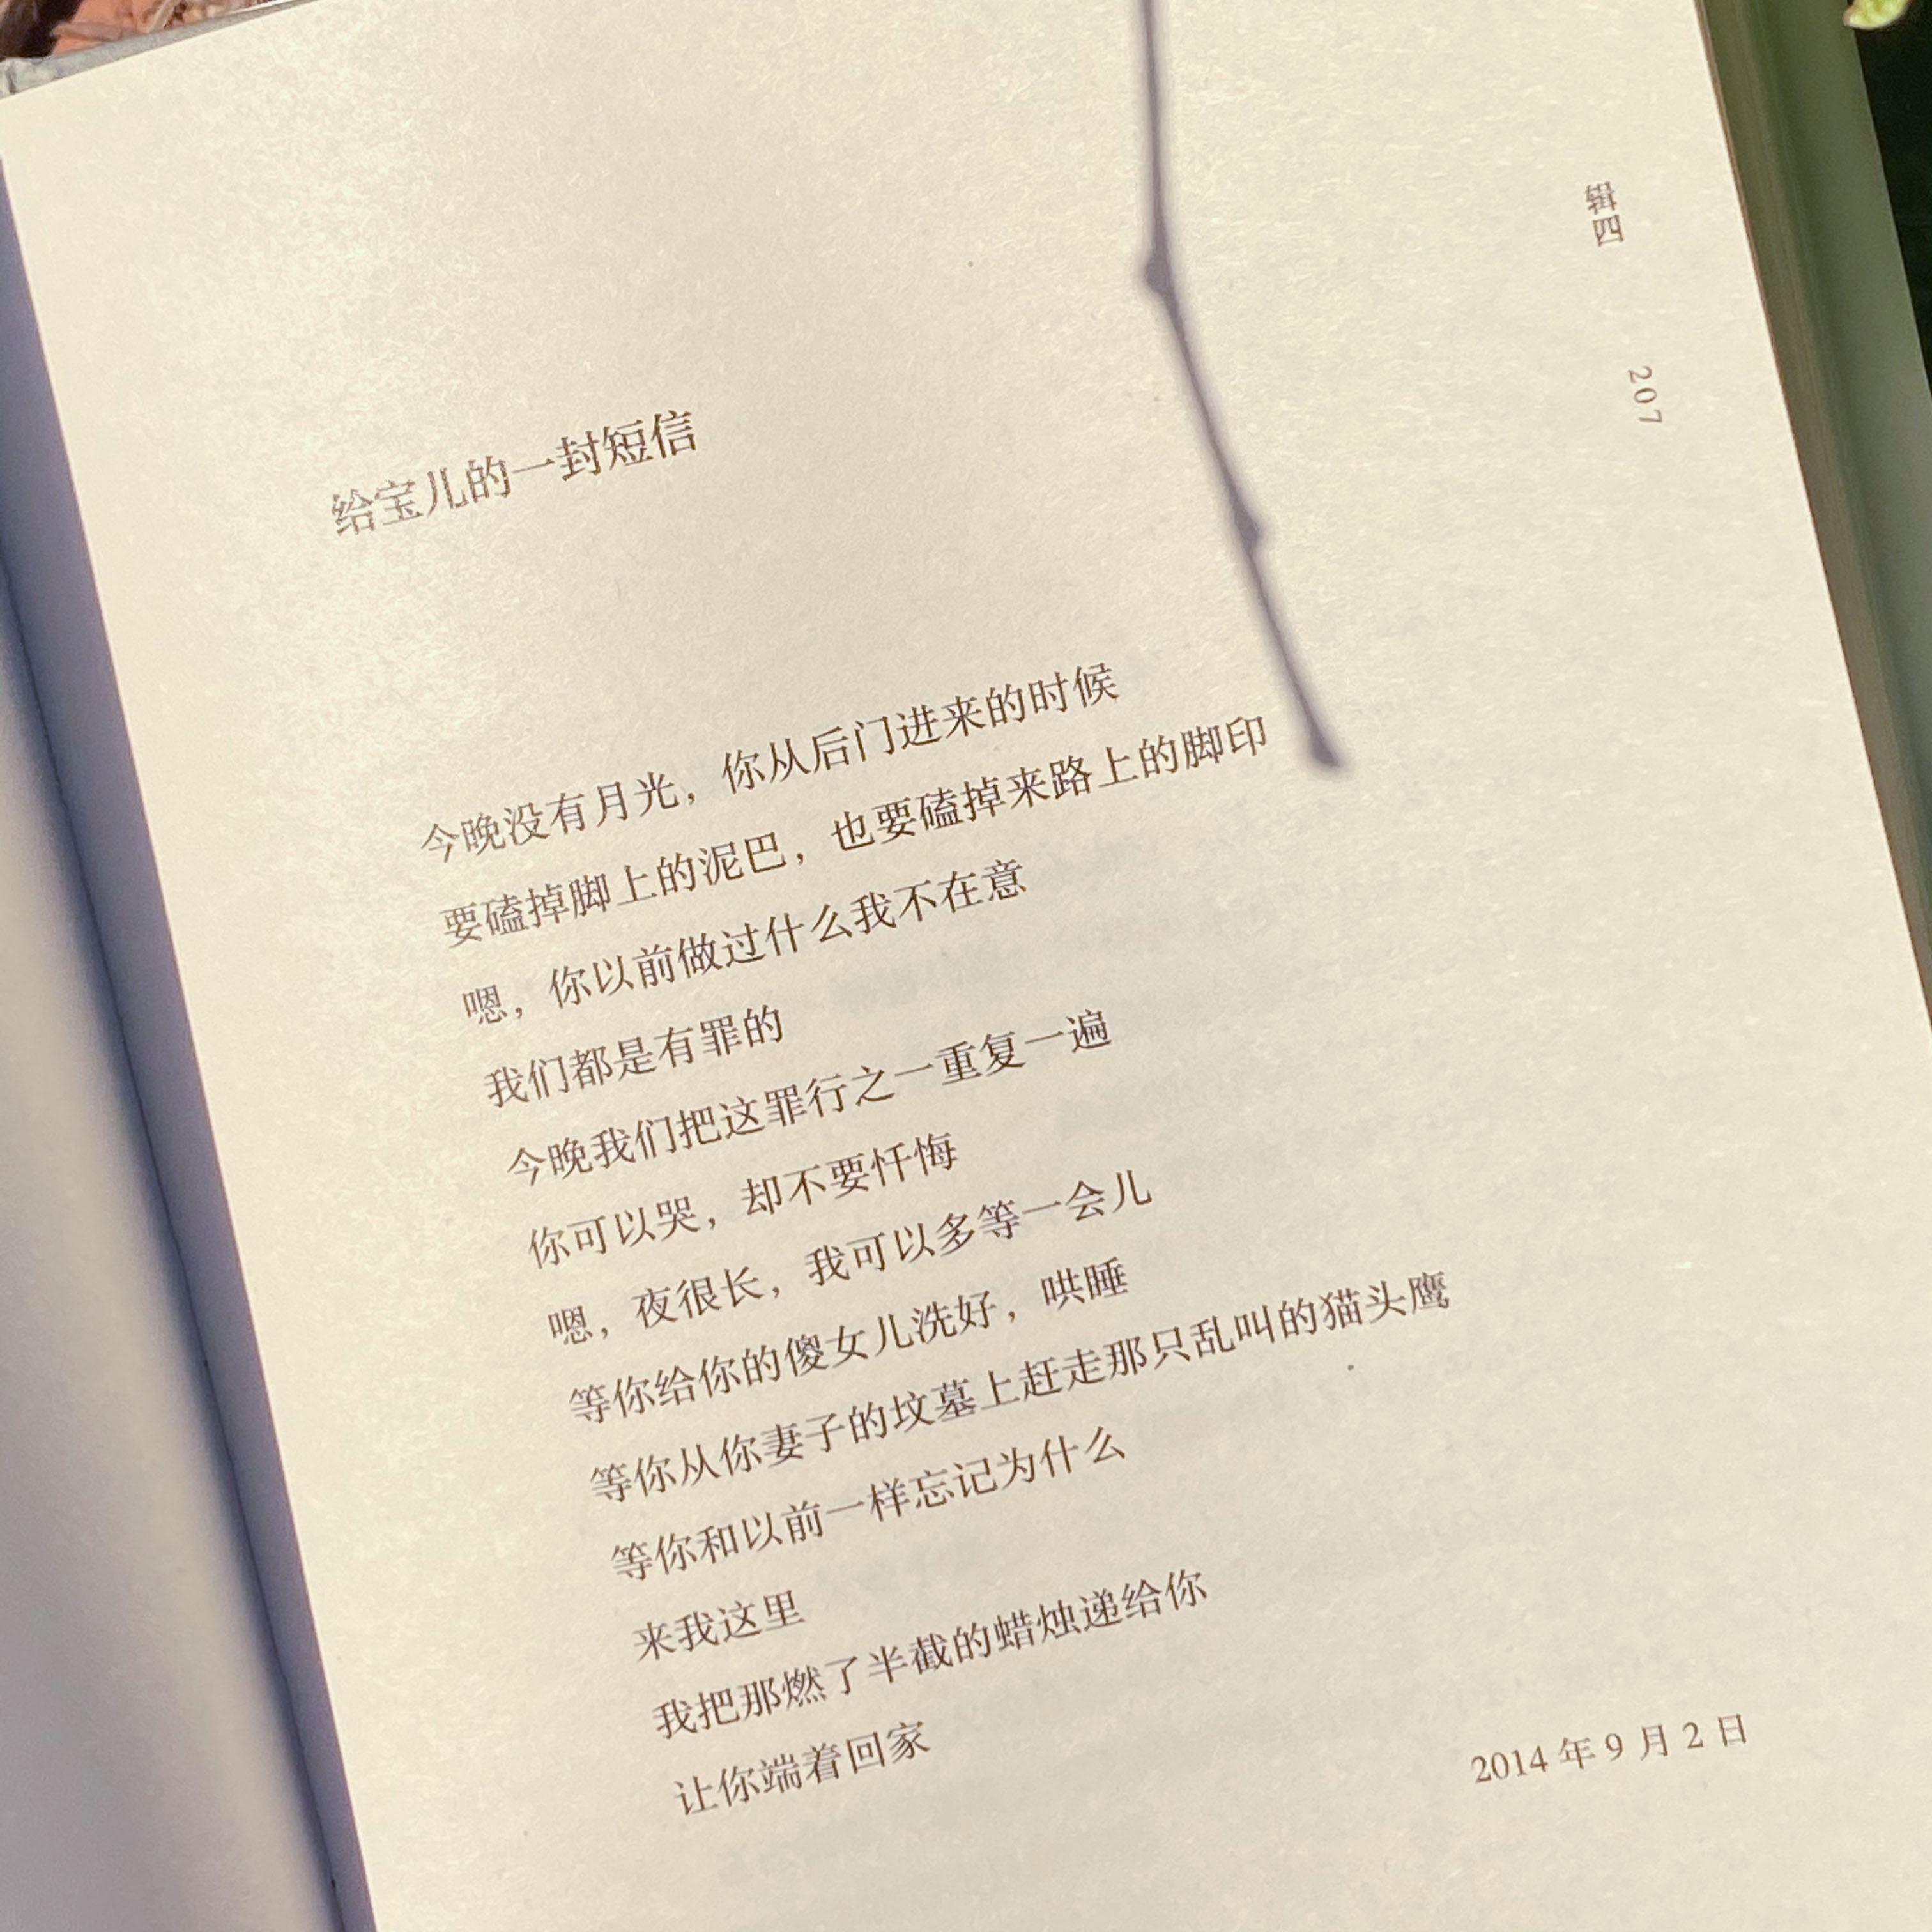 辑四
207
给宝儿的一封短信
今晚没有月光，你从后门进来的时候
要磕掉脚上的泥巴，也要磕掉来路上的脚印
嗯，你以前做过什么我不在意
我们都是有罪的
今晚我们把这罪行之一重复一遍
你可以哭，却不要忏悔
嗯，夜很长，我可以多等一会儿
等你给你的傻女儿洗好，哄睡
等你从你妻子的坟墓上赶走那只乱叫的猫头鹰
等你和以前一样忘记为什么
来我这里
我把那燃了半截的蜡烛递给你
让你端着回家
2014年9月2日